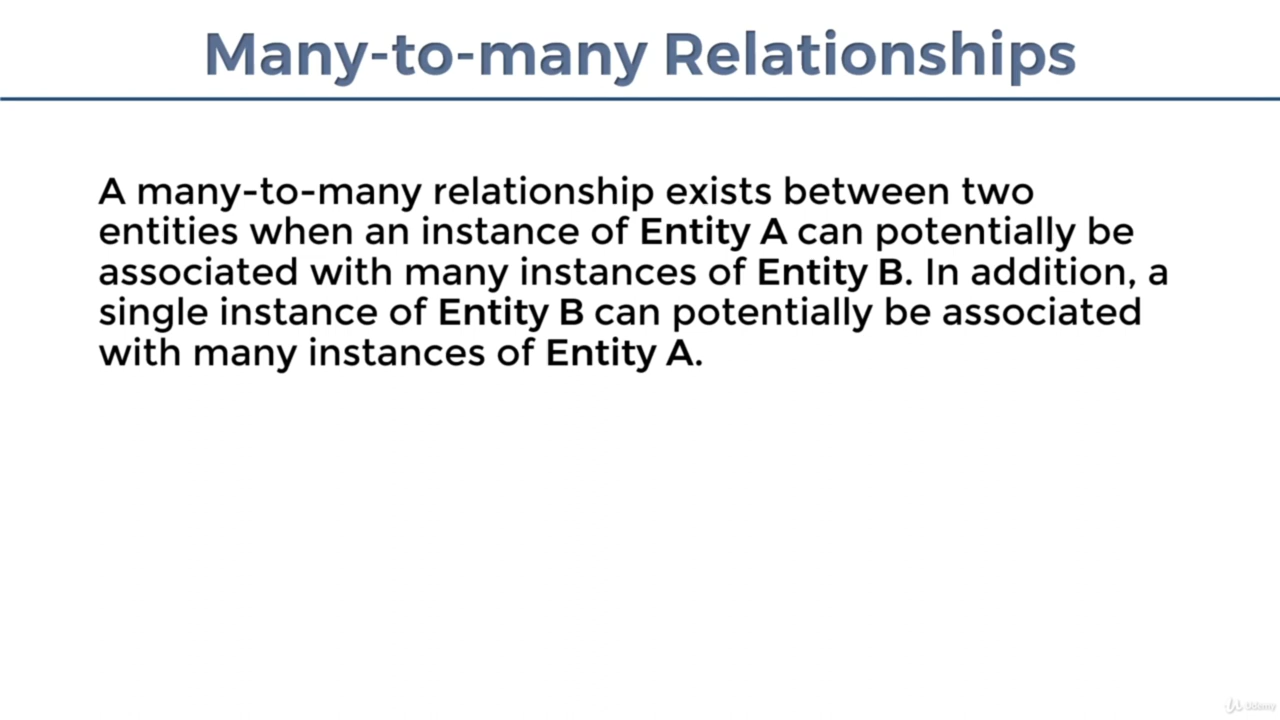 Many-to-many Relationships
A many-to-many relationship exists between two
entities when an instance of Entity A can potentially be
associated with many instances of Entity B. In addition, a
single instance of Entity B can potentially be associated
with many instances of Entity A.
Udemy